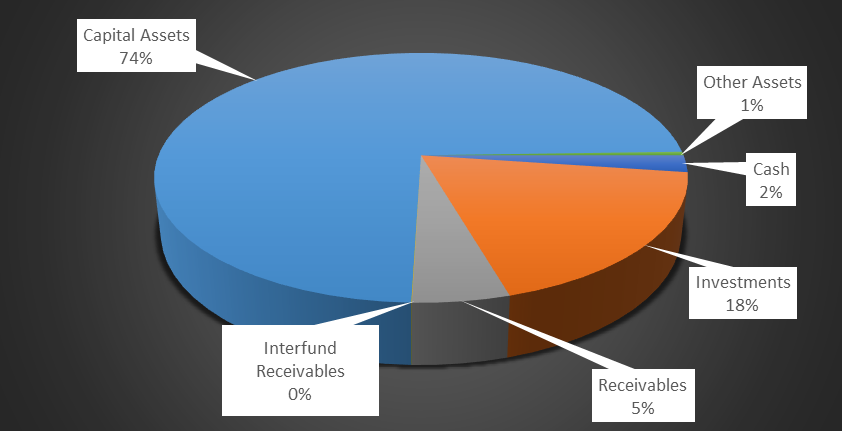 Capital Assets
74%
Other Assets
1%
Cash
2%
Investments
18%
Interfund
Receivables
0%
Receivables
5%